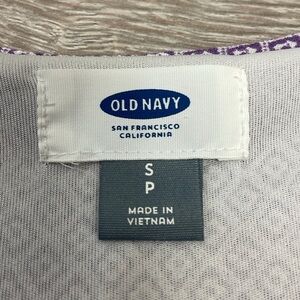 OLD NAVY
SAN FRANCISCO
CALIFORNIA
S
P
MADE IN
VIETNAM